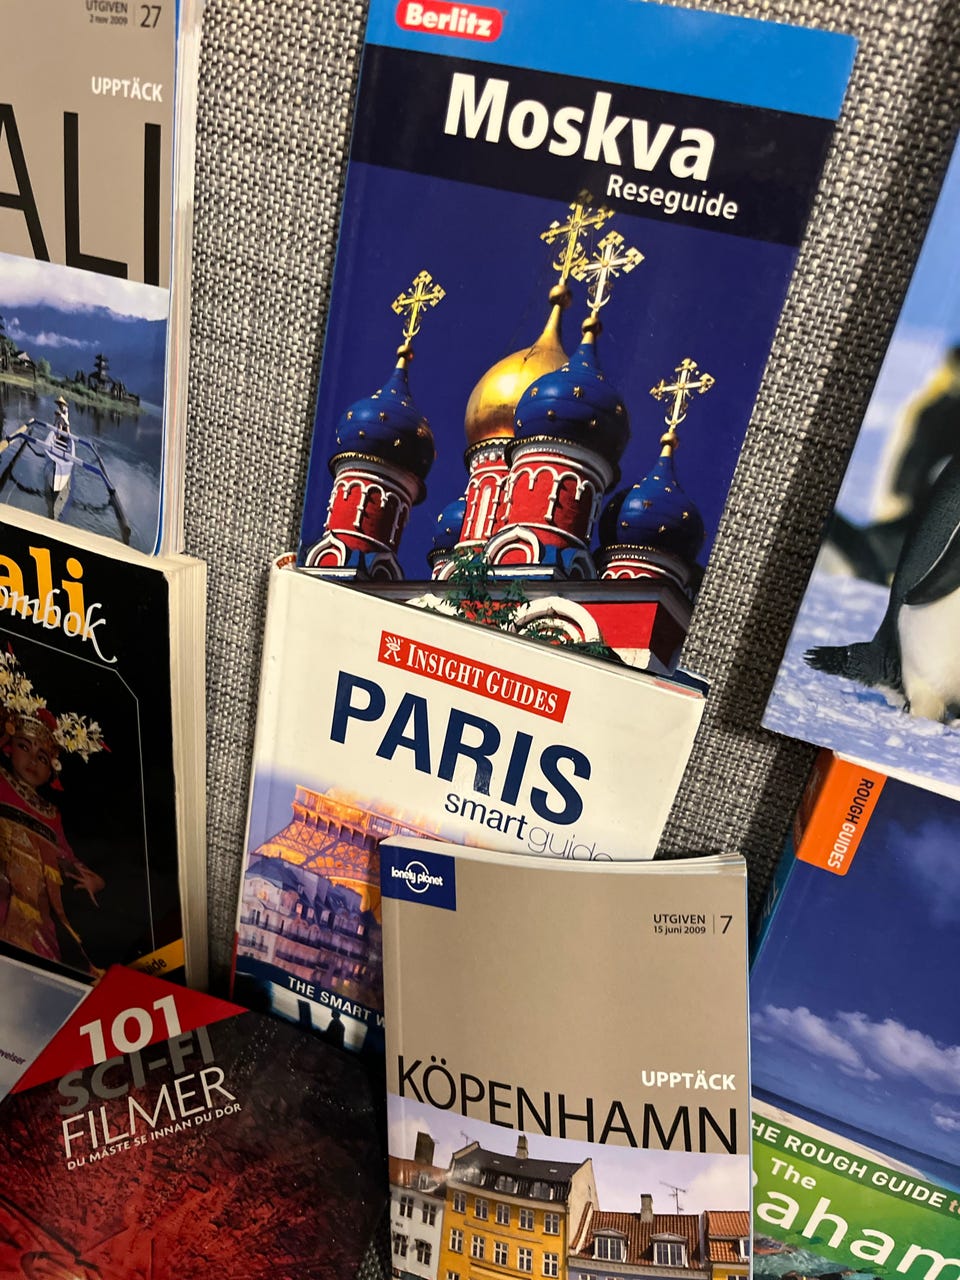 UTGIVEN
2 nov 2009
27
UPPTÄCK
ALI
Berlitz
Moskva
Reseguide
ali
ombok
INSIGHT GUIDES
PARIS
smart guide
THE SMART W
lonely planet
UTGIVEN
15 juni 2009
7
UPPTÄCK
KÖPENHAMN
101
SCI-FI
FILMER
DU MÅSTE SE INNAN DU DÖR
ROUGH GUIDES
HE ROUGH GUIDE to
The
aham